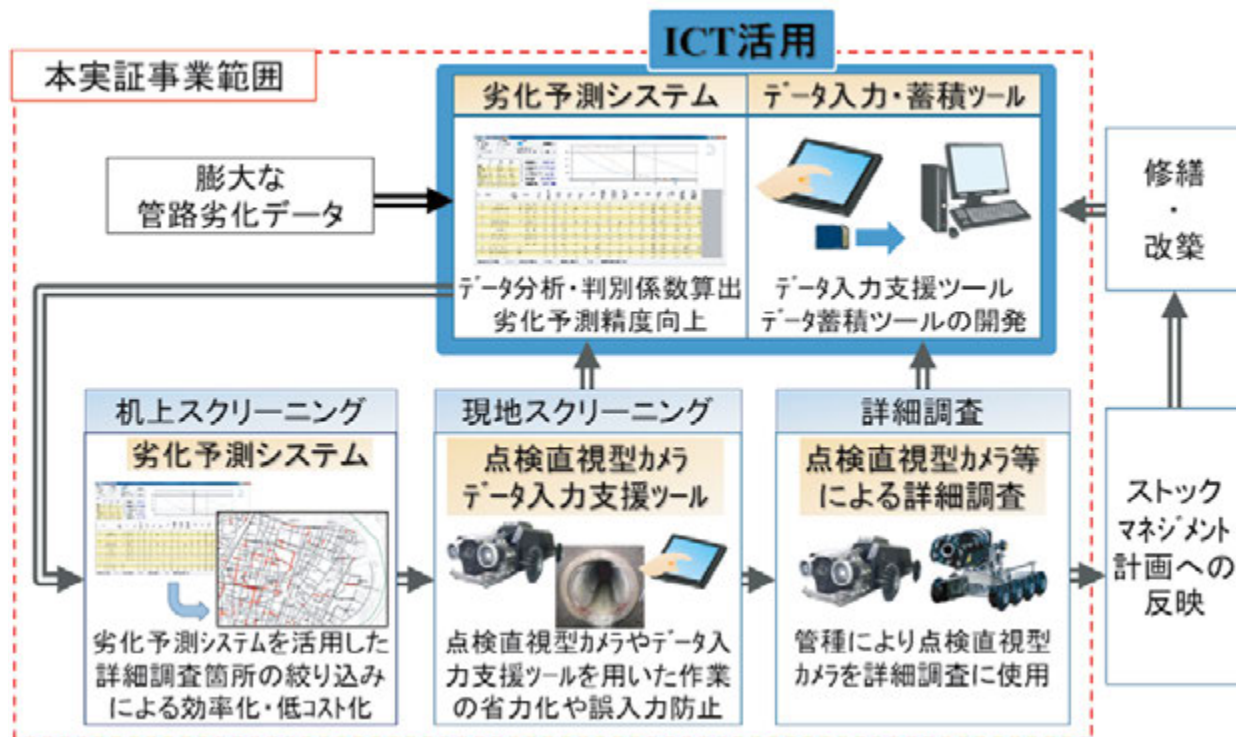 ICT活用
本実証事業範囲
劣化予測システム
データ入力・蓄積ツール
膨大な
管路劣化データ
データ分析・判別係数算出
劣化予測精度向上
データ入力支援ツール
データ蓄積ツールの開発
修繕
・
改築
机上スクリーニング
劣化予測システム
劣化予測システムを活用した
詳細調査箇所の絞り込み
による効率化・低コスト化
現地スクリーニング
点検直視型カメラ
データ入力支援ツール
点検直視型カメラやデータ入
力支援ツールを用いた作業
の省力化や誤入力防止
詳細調査
点検直視型カメラ等
による詳細調査
管種により点検直視型
カメラを詳細調査に使用
ストック
マネジメント
計画への
反映